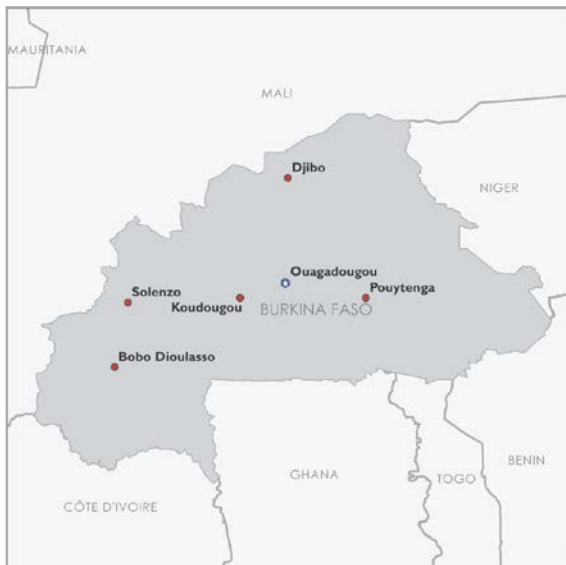 MAURITANIA
MALI
Djibo
NIGER
Ouagadougou
Solenzo
Pouytenga
Koudougou
BURKINA FASO
Bobo Dioulasso
GHANA
BENIN
TOGO
CÔTE D'IVOIRE